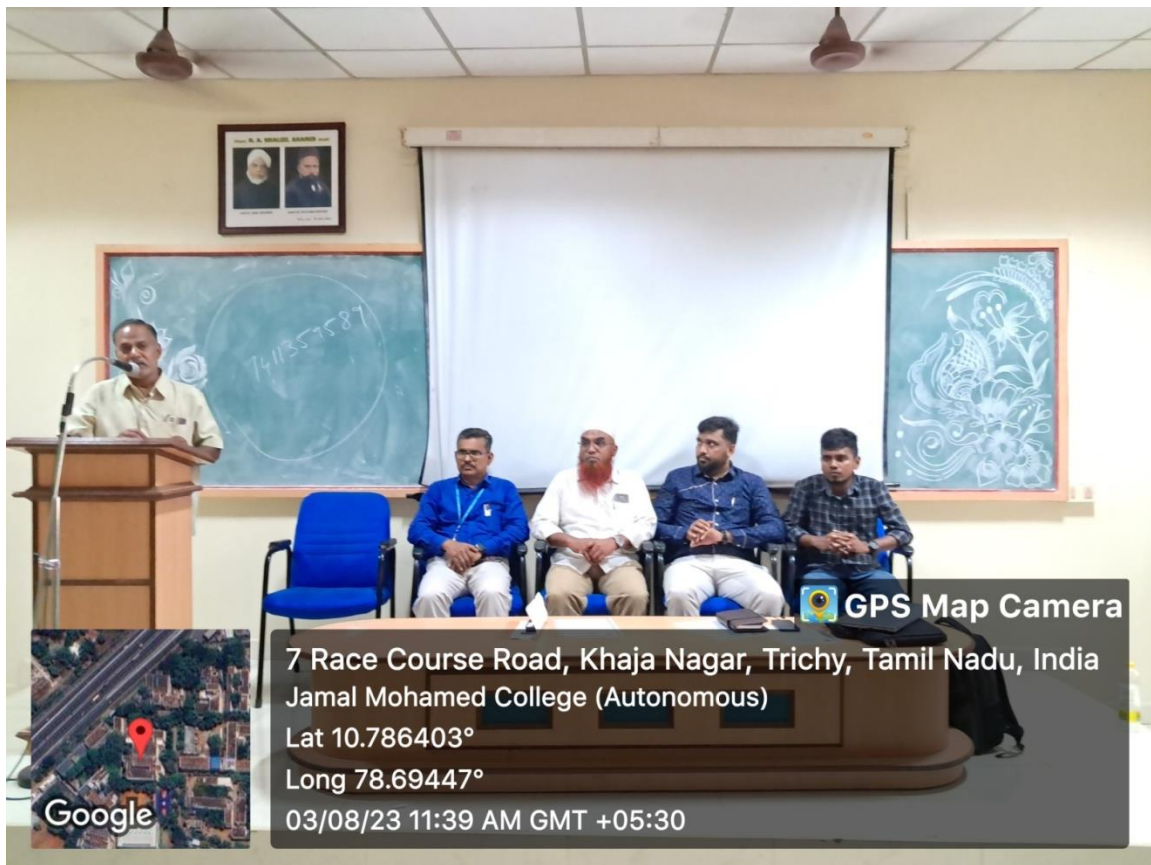 7411359589
GPS Map Camera
7 Race Course Road, Khaja Nagar, Trichy, Tamil Nadu, India
Jamal Mohamed College (Autonomous)
Lat 10.786403°
Long 78.69447°
03/08/23 11:39 AM GMT +05:30
Google